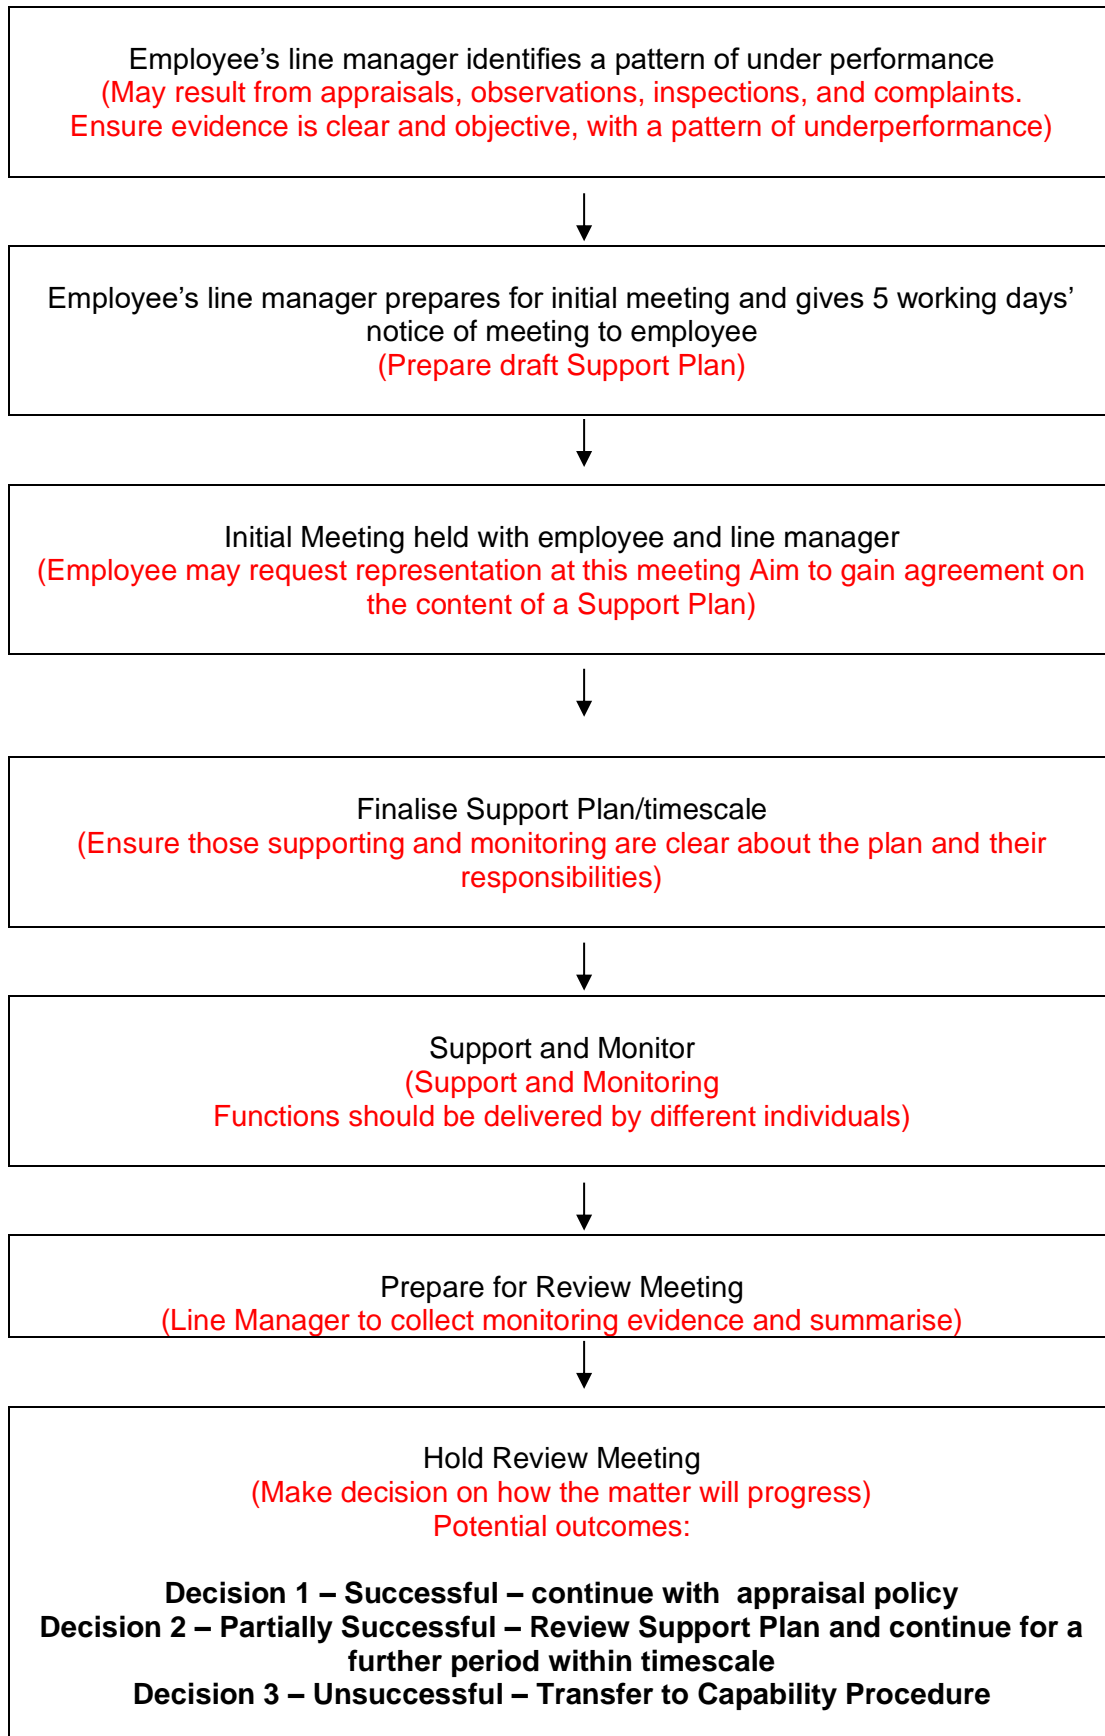 Employee’s line manager identifies a pattern of under performance
(May result from appraisals, observations, inspections, and complaints.
Ensure evidence is clear and objective, with a pattern of underperformance)
Employee’s line manager prepares for initial meeting and gives 5 working days’
notice of meeting to employee
(Prepare draft Support Plan)
Initial Meeting held with employee and line manager
(Employee may request representation at this meeting Aim to gain agreement on
the content of a Support Plan)
Finalise Support Plan/timescale
(Ensure those supporting and monitoring are clear about the plan and their
responsibilities)
Support and Monitor
(Support and Monitoring
Functions should be delivered by different individuals)
Prepare for Review Meeting
(Line Manager to collect monitoring evidence and summarise)
Hold Review Meeting
(Make decision on how the matter will progress)
Potential outcomes:
Decision 1 – Successful – continue with  appraisal policy
Decision 2 – Partially Successful – Review Support Plan and continue for a
further period within timescale
Decision 3 – Unsuccessful – Transfer to Capability Procedure